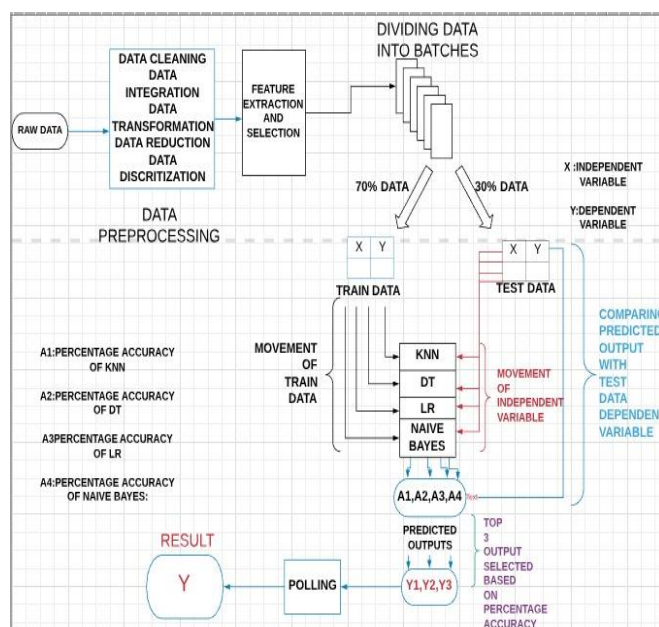 DIVIDING DATA
INTO BATCHES
DATA CLEANING
DATA
INTEGRATION
DATA
TRANSFORMATION
DATA REDUCTION
DATA
DISCRITIZATION
FEATURE
EXTRACTION
AND
SELECTION
RAW DATA
70% DATA
30% DATA
X :INDEPENDENT
VARIABLE
Y:DEPENDENT
VARIABLE
DATA
PREPROCESSING
X Y
TRAIN DATA
X Y
TEST DATA
MOVEMENT
OF
TRAIN
DATA
KNN
DT
LR
NAIVE
BAYES
MOVEMENT
OF
INDEPENDENT
VARIABLE
COMPARING
PREDICTED
OUTPUT
WITH
TEST
DATA
DEPENDENT
VARIABLE
A1:PERCENTAGE ACCURACY
OF KNN
A2:PERCENTAGE ACCURACY
OF DT
A3PERCENTAGE ACCURACY
OF LR
A4:PERCENTAGE ACCURACY
OF NAIVE BAYES:
A1,A2,A3,A4
Text
PREDICTED
OUTPUTS
TOP
3
OUTPUT
SELECTED
BASED
ON
PERCENTAGE
ACCURACY
Y1,Y2,Y3
POLLING
RESULT
Y